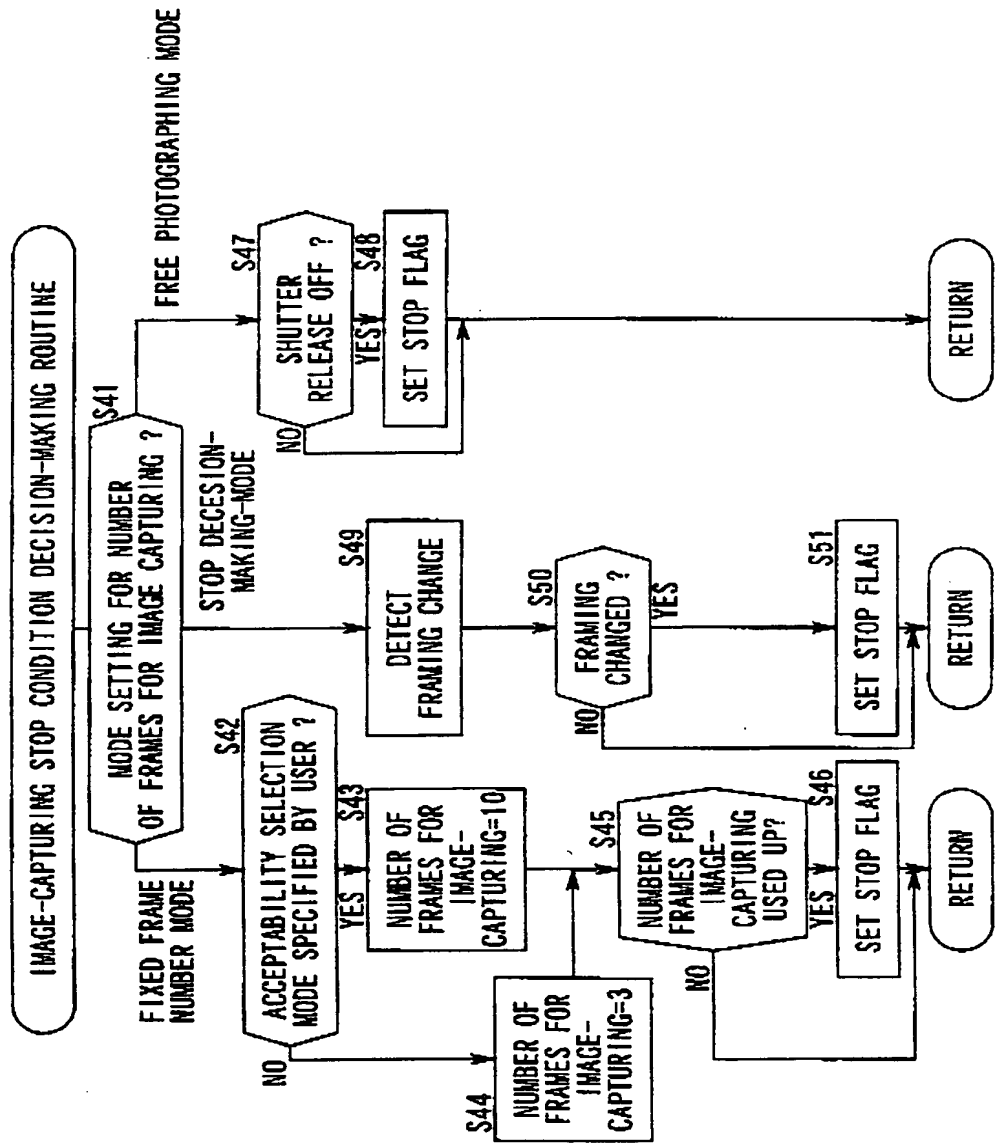 IMAGE-CAPTURING STOP CONDITION DECISION-MAKING ROUTINE
S41
MODE SETTING FOR NUMBER
OF FRAMES FOR IMAGE CAPTURING ?
FIXED FRAME
NUMBER MODE
STOP DECESION-
MAKING-MODE
FREE PHOTOGRAPHING MODE
S42
ACCEPTABILITY SELECTION
MODE SPECIFIED BY USER ?
NO
YES
S43
NUMBER OF
FRAMES FOR
IMAGE-
CAPTURING=10
S44
NUMBER OF
FRAMES FOR
IMAGE-
CAPTURING=3
S45
NUMBER OF
FRAMES FOR
IMAGE-
CAPTURING
USED UP?
NO
YES
S46
SET STOP FLAG
RETURN
S49
DETECT
FRAMING CHANGE
S50
FRAMING
CHANGED ?
NO
YES
S51
SET STOP FLAG
RETURN
S47
SHUTTER
RELEASE OFF ?
NO
YES
S48
SET STOP FLAG
RETURN